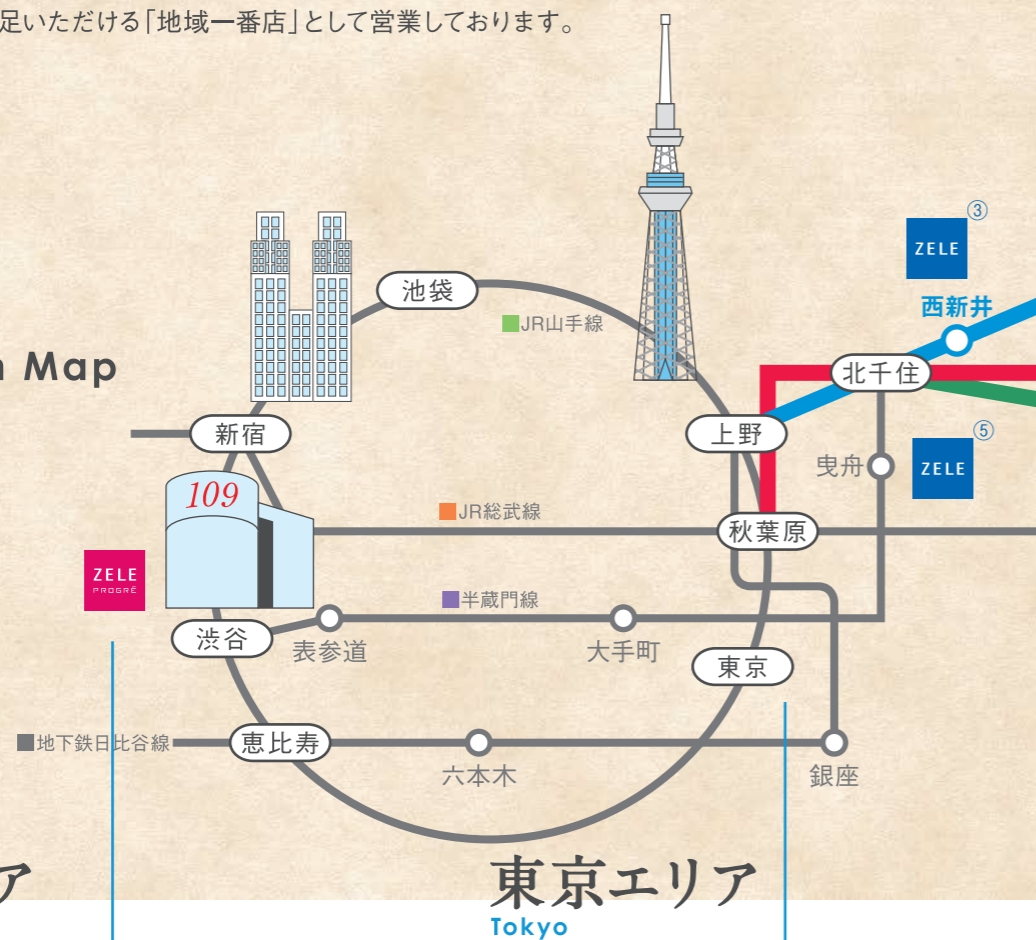 足いただける「地域一番店」として営業しております。
③
ZELE
西新井
池袋
JR山手線
Map
北千住
新宿
上野
⑤
曳舟
ZELE
109
JR総武線
秋葉原
ZELE
PROGRÉ
半蔵門線
渋谷
表参道
大手町
東京
地下鉄日比谷線
恵比寿
六本木
銀座
ア
東京エリア
Tokyo